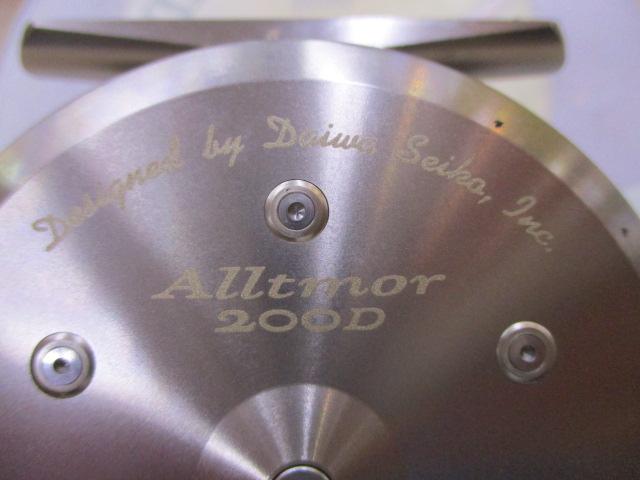 Designed by Daiwa Seiko, Inc.
Alltmor
200D